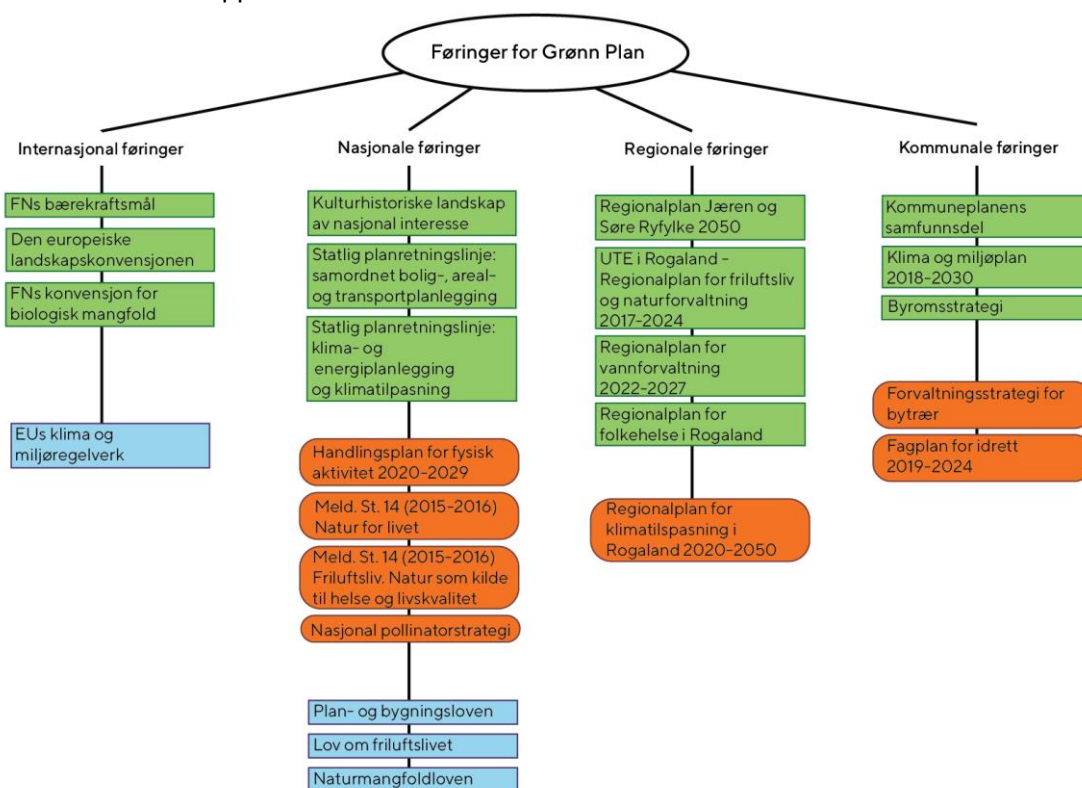 Føringer for Grønn Plan
Internasjonal føringer
FNs bærekraftsmål
Den europeiske
landskapskonvensjonen
FNs konvensjon for
biologisk mangfold
EUs klima og
miljøregelverk
Nasjonale føringer
Kulturhistoriske landskap
av nasjonal interesse
Statlig planretningslinje:
samordnet bolig-, areal-
og transportplanlegging
Statlig planretningslinje:
klima- og
energiplanlegging
og klimatilpasning
Handlingsplan for fysisk
aktivitet 2020-2029
Meld. St. 14 (2015-2016)
Natur for livet
Meld. St. 14 (2015-2016)
Friluftsliv. Natur som kilde
til helse og livskvalitet
Nasjonal pollinatorstrategi
Plan- og bygningsloven
Lov om friluftslivet
Naturmangfoldloven
Regionale føringer
Regionalplan Jæren og
Søre Ryfylke 2050
UTE i Rogaland -
Regionalplan for friluftsliv
og naturforvaltning
2017-2024
Regionalplan for
vannforvaltning
2022-2027
Regionalplan for
folkehelse i Rogaland
Regionalplan for
klimatilspasning i
Rogaland 2020-2050
Kommunale føringer
Kommuneplanens
samfunnsdel
Klima og miljøplan
2018-2030
Byromsstrategi
Forvaltningsstrategi for
bytrær
Fagplan for idrett
2019-2024